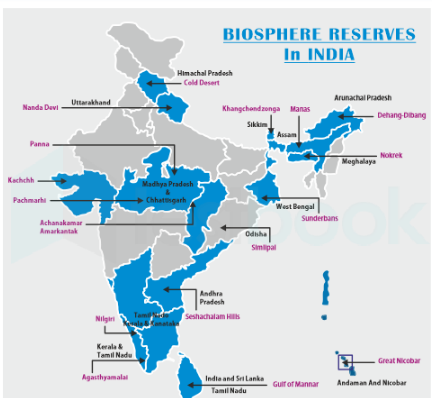 BIOSPHERE RESERVES
In INDIA
Himachal Pradesh
Cold Desert
Uttarakhand
Nanda Devi
Arunachal Pradesh
Khangchendzonga
Manas
Dehang-Dibang
Sikkim
Assam
Panna
Nokrek
Moghalaya
Kachchh
Madhya Pradesh
&
Chhattisgarh
Pachmarhi
West Bengal
Sunderbans
Achanakamar
Amarkantak
Odisha
Similipal
Andhra
Pradesh
Seshachalam Hills
Nilgiri
Tamil Nadu
Kerala & Kanataka
Kerala &
Tamil Nadu
Great Nicobar
Agasthyamalai
India and Sri Lanka
Tamil Nadu
Gulf of Mannar
Andaman And Nicobar